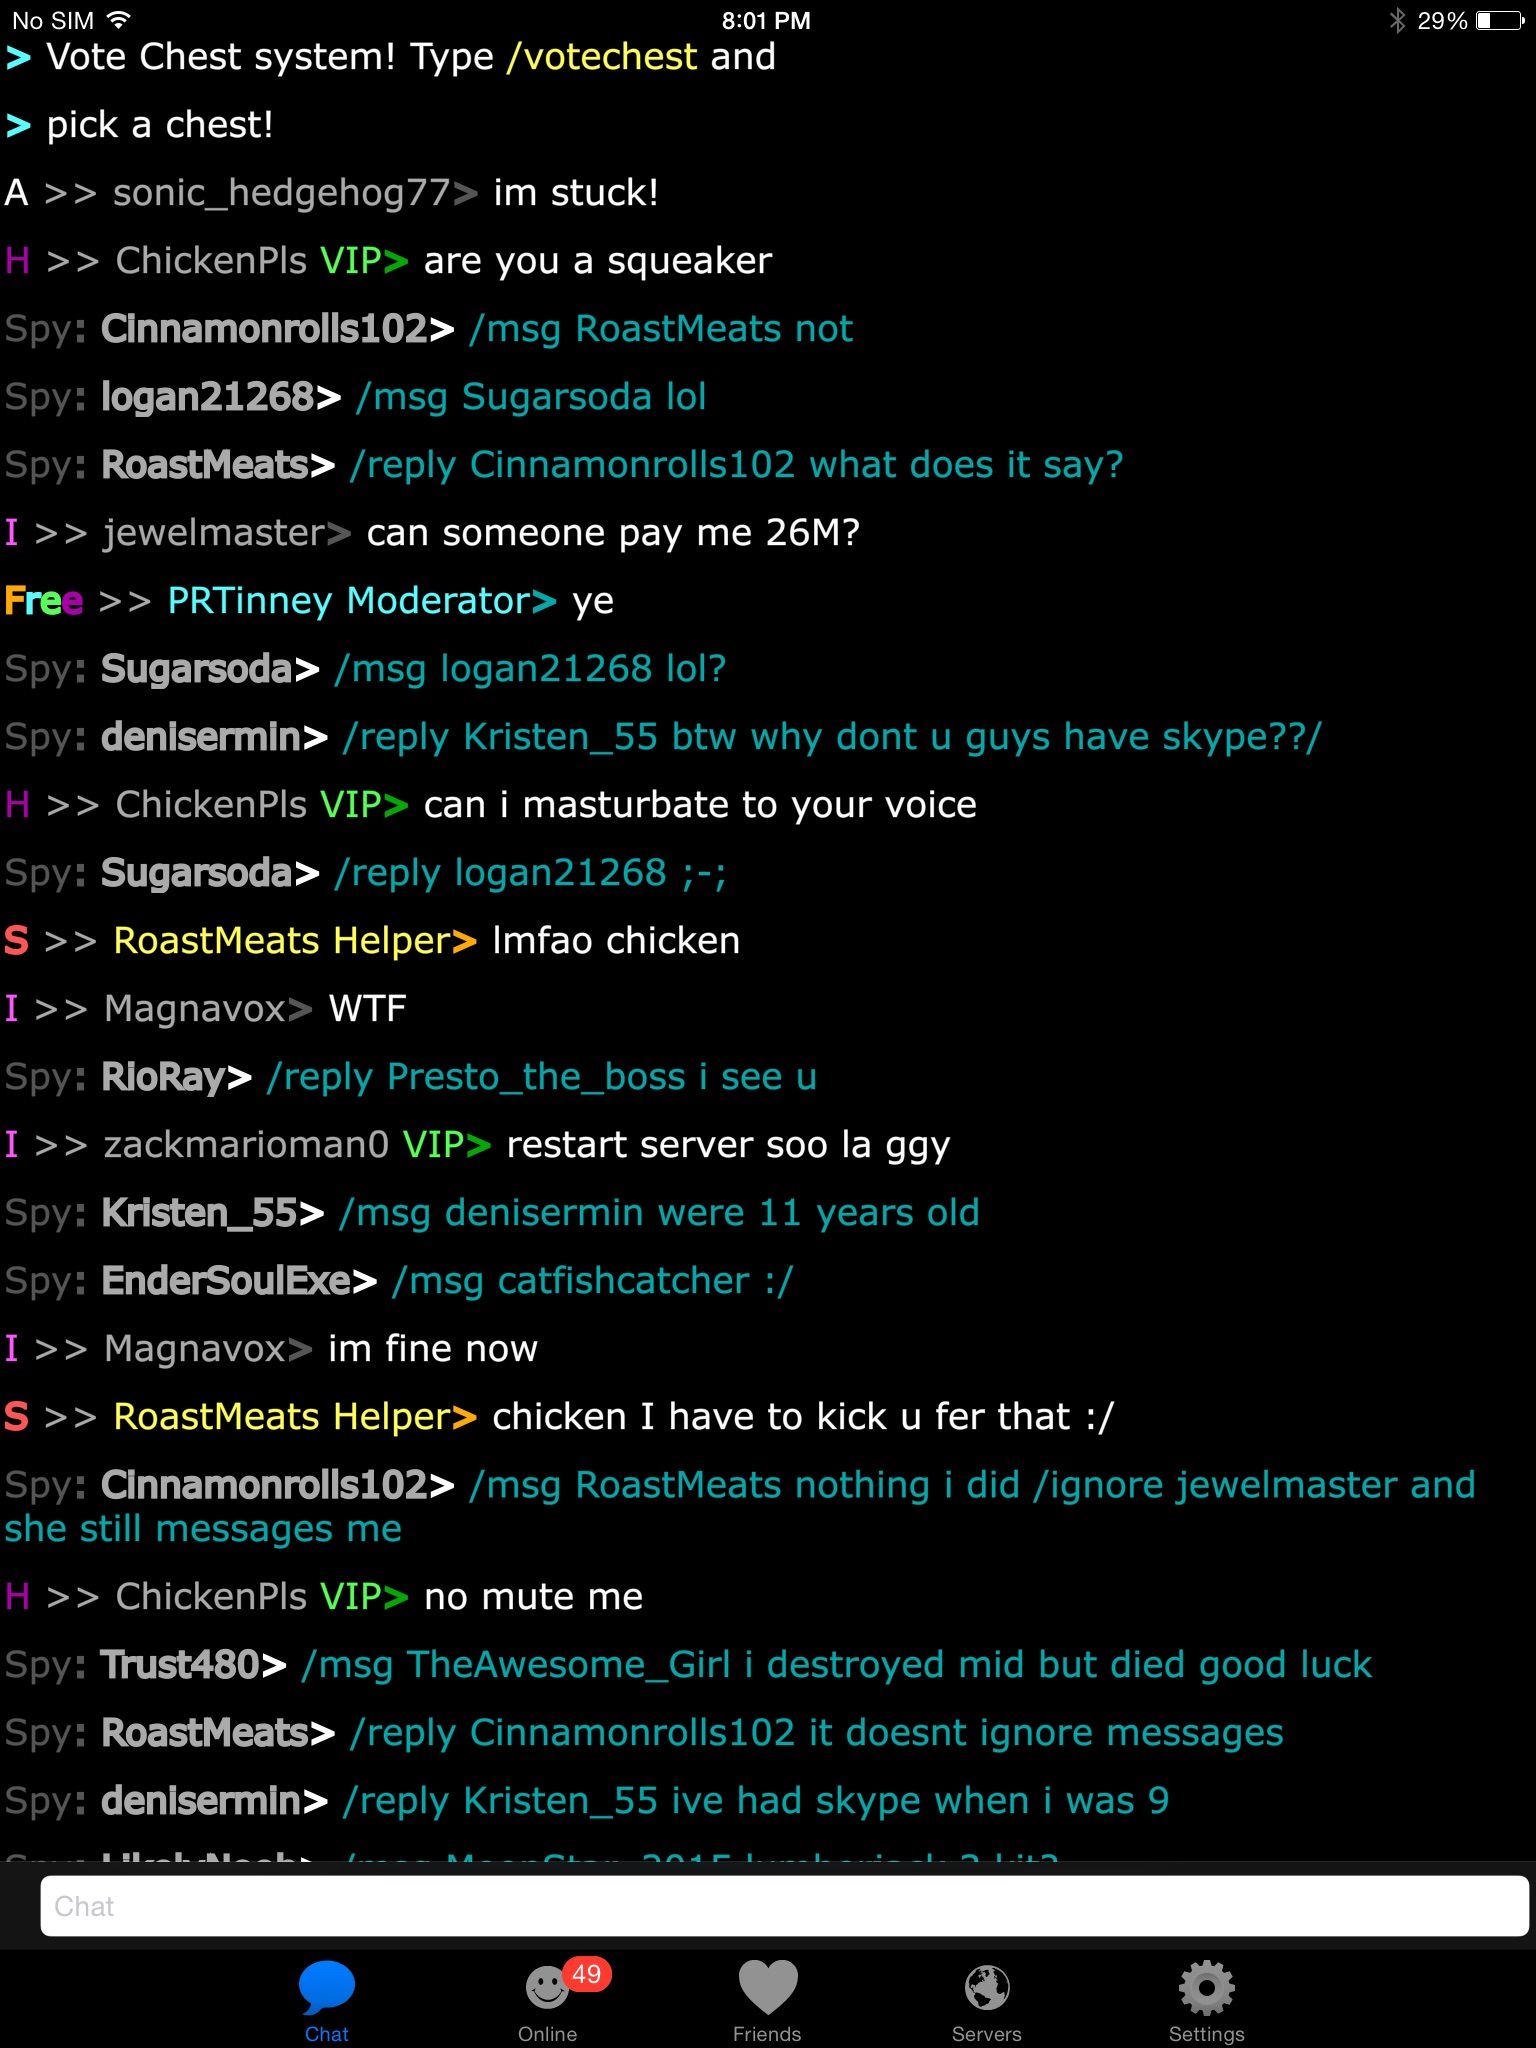 No SIM 8:01 PM 29%
> Vote Chest system! Type /votechest and
> pick a chest!
A >> sonic_hedgehog77> im stuck!
H >> ChickenPls VIP> are you a squeaker
Spy: Cinnamonrolls102> /msg RoastMeats not
Spy: logan21268> /msg Sugarsoda lol
Spy: RoastMeats> /reply Cinnamonrolls102 what does it say?
I >> jewelmaster> can someone pay me 26M?
Free >> PRTinney Moderator> ye
Spy: Sugarsoda> /msg logan21268 lol?
Spy: denisermin> /reply Kristen_55 btw why dont u guys have skype??/
H >> ChickenPls VIP> can i masturbate to your voice
Spy: Sugarsoda> /reply logan21268 ;-;
S >> RoastMeats Helper> lmfao chicken
I >> Magnavox> WTF
Spy: RioRay> /reply Presto_the_boss i see u
I >> zackmarioman0 VIP> restart server soo la ggy
Spy: Kristen_55> /msg denisermin were 11 years old
Spy: EnderSoulExe> /msg catfishcatcher :/
I >> Magnavox> im fine now
S >> RoastMeats Helper> chicken I have to kick u fer that :/
Spy: Cinnamonrolls102> /msg RoastMeats nothing i did /ignore jewelmaster and
she still messages me
H >> ChickenPls VIP> no mute me
Spy: Trust480> /msg TheAwesome_Girl i destroyed mid but died good luck
Spy: RoastMeats> /reply Cinnamonrolls102 it doesnt ignore messages
Spy: denisermin> /reply Kristen_55 ive had skype when i was 9
Spy: LikelyNoob> /msg lumberjack 2 kit?
Chat
49
Chat Online Friends Servers Settings